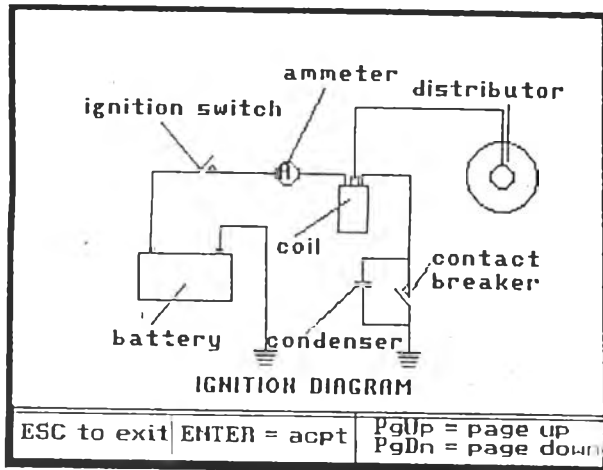 ammeter
distributor
ignition switch
A
coil
contact
breaker
battery
condenser
IGNITION DIAGRAM
ESC to exit
ENTER = acpt
PgUp = page up
PgDn = page down